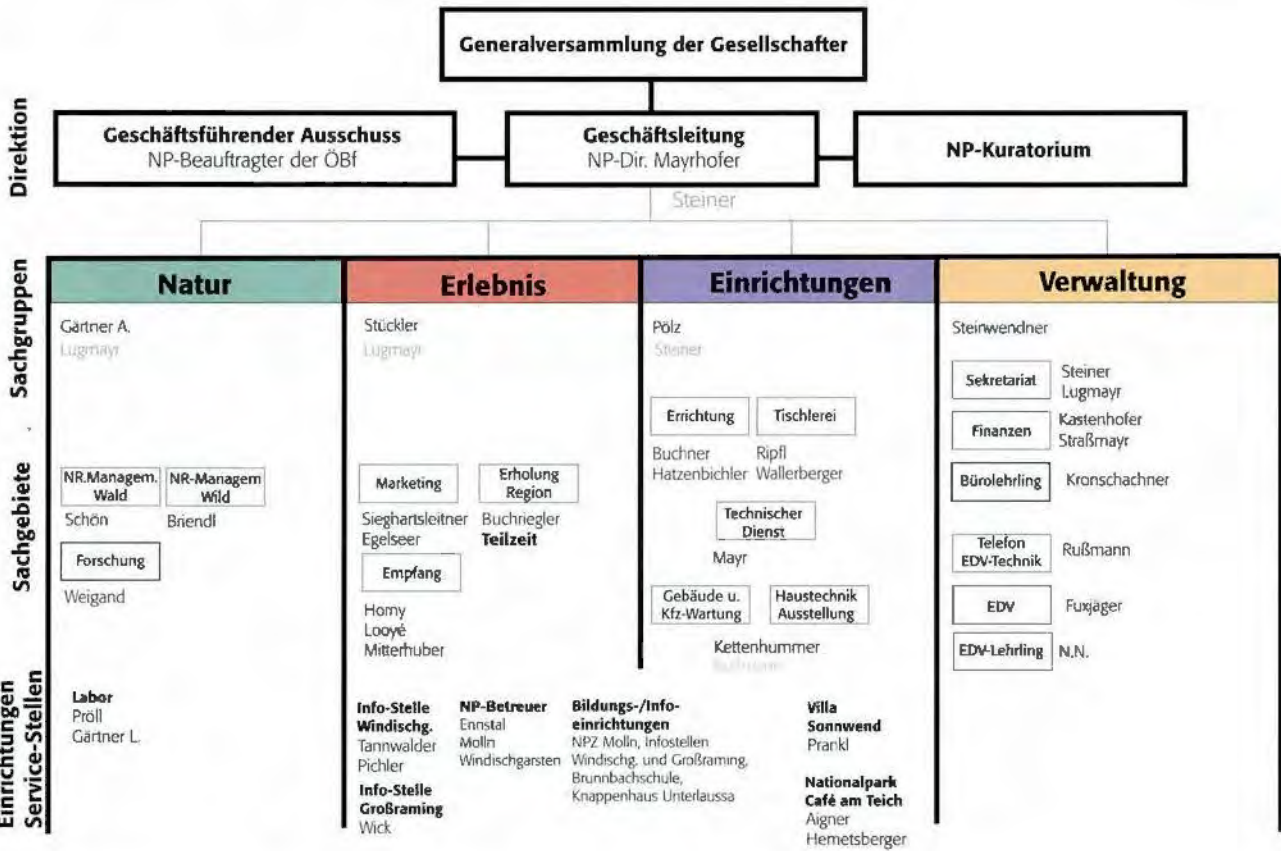 Generalversammlung der Gesellschafter
Direktion
Geschäftsführender Ausschuss
NP-Beauftragter der ÖBf
Geschäftsleitung
NP-Dir. Mayrhofer
NP-Kuratorium
Steiner
Sachgruppen
Natur
Erlebnis
Einrichtungen
Verwaltung
Gärtner A.
Lugmayr
Stückler
Lugmayr
Pölz
Steiner
Steinwendner
Sachgebiete
NR.Managem.
Wald
Schön
NR-Managem
Wild
Briendl
Forschung
Weigand
Marketing
Sieghartsleitner
Egelseer
Erholung
Region
Buchriegler
Teilzeit
Empfang
Horny
Looyé
Mitterhuber
Errichtung
Buchner
Hatzenbichler
Tischlerei
Ripfl
Wallerberger
Technischer
Dienst
Mayr
Gebäude u.
Kfz-Wartung
Haustechnik
Ausstellung
Kettenhummer
Sekretariat
Steiner
Lugmayr
Finanzen
Kastenhofer
Straßmayr
Bürolehrling
Kronschachner
Telefon
EDV-Technik
Rußmann
EDV
Fuxjäger
EDV-Lehrling
N.N.
Einrichtungen
Service-Stellen
Labor
Pröll
Gärtner L.
Info-Stelle
Windischg.
Tannwalder
Pichler
Info-Stelle
Großraming
Wick
NP-Betreuer
Ennstal
Molln
Windischgarsten
Bildungs-/Info-
einrichtungen
NPZ Molln, Infostellen
Windischg. und Großraming,
Brunnbachschule,
Knappenhaus Unterlaussa
Villa
Sonnwend
Prankl
Nationalpark
Café am Teich
Aigner
Hemetsberger